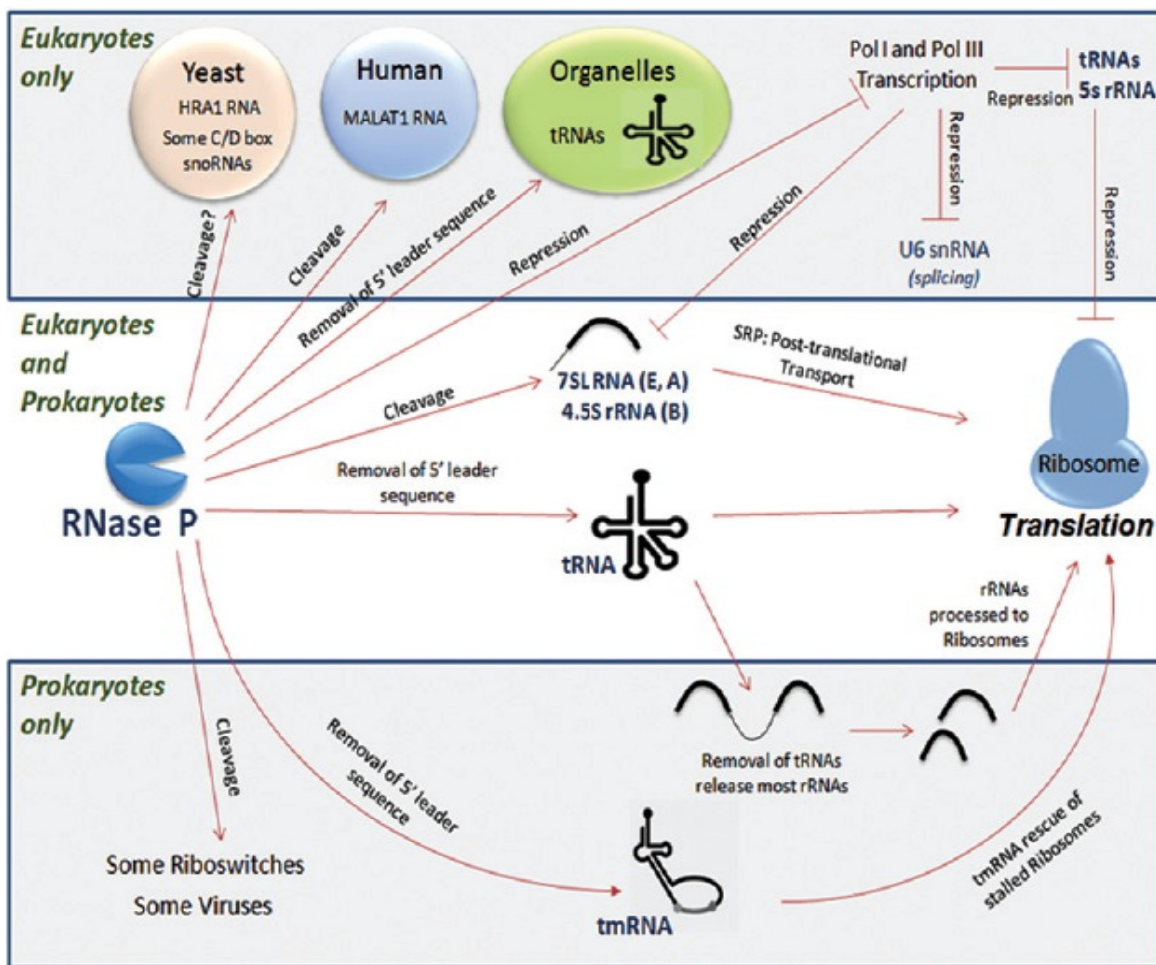 Eukaryotes
only
Yeast
HRA1 RNA
Some C/D box
snoRNAs
Human
MALAT1 RNA
Organelles
tRNAs
Pol I and Pol III
Transcription
Repression
tRNAs
5s rRNA
Repression
U6 snRNA
(splicing)
Repression
Repression
Repression
Cleavage?
Cleavage
Removal of 5' leader sequence
Eukaryotes
and
Prokaryotes
RNase P
Cleavage
7SL RNA (E, A)
4.5S rRNA (B)
SRP: Post-translational
Transport
Removal of 5' leader
sequence
tRNA
Ribosome
Translation
rRNAs
processed to
Ribosomes
Prokaryotes
only
Cleavage
Some Riboswitches
Some Viruses
Removal of 5' leader
sequence
tmRNA
Removal of tRNAs
release most rRNAs
tmRNA rescue of
stalled Ribosomes